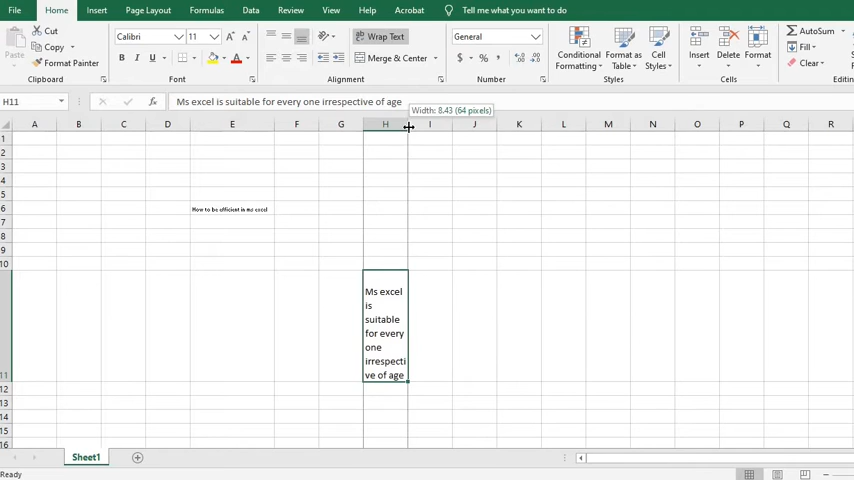 File Home Insert Page Layout Formulas Data Review View Help Acrobat Tell me what you want to do
Cut
Copy
Format Painter
Paste
Clipboard
Calibri 11 A A
B I U A
Font
ab Wrap Text
Merge & Center
Alignment
General
$ % , .0 .00 .00 .0
Number
Conditional Formatting
Format as Table
Cell Styles
Styles
Insert
Delete
Format
Cells
AutoSum
Fill
Clear
H11 fx Ms excel is suitable for every one irrespective of age
Width: 8.43 (64 pixels)
A B C D E F G H I J K L M N O P Q R
1
2
3
4
5
6 How to be efficient in ms excel
7
8
9
10
Ms excel
is
suitable
for every
one
irrespecti
11 ve of age
12
13
14
15
16
Sheet1
Ready